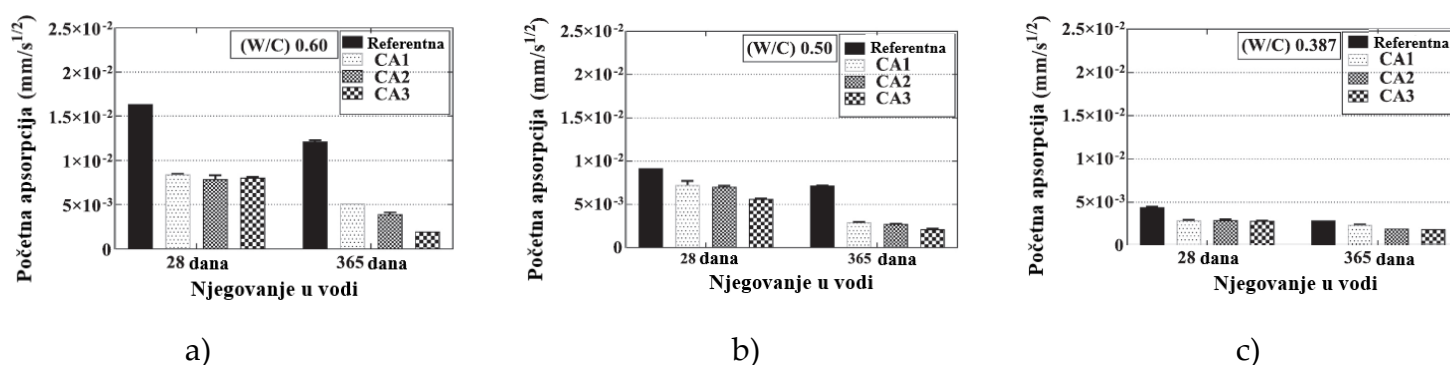 Početna apsorpcija (mm/s^1/2)
2.5×10^-2
2×10^-2
1.5×10^-2
1×10^-2
5×10^-3
0
(W/C) 0.60
Referentna
CA1
CA2
CA3
28 dana
365 dana
Njegovanje u vodi
a)
Početna apsorpcija (mm/s^1/2)
2.5×10^-2
2×10^-2
1.5×10^-2
1×10^-2
5×10^-3
0
(W/C) 0.50
Referentna
CA1
CA2
CA3
28 dana
365 dana
Njegovanje u vodi
b)
Početna apsorpcija (mm/s^1/2)
2.5×10^-2
2×10^-2
1.5×10^-2
1×10^-2
5×10^-3
0
(W/C) 0.387
Referentna
CA1
CA2
CA3
28 dana
365 dana
Njegovanje u vodi
c)